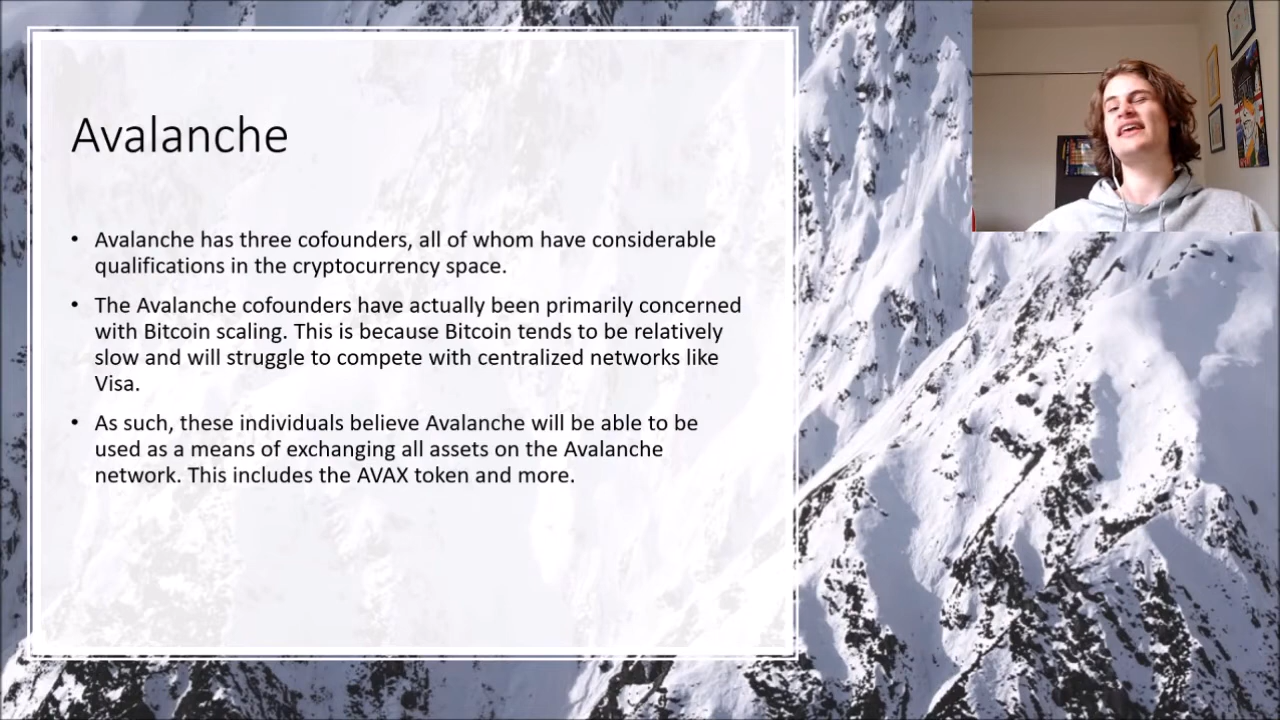 Avalanche
• Avalanche has three cofounders, all of whom have considerable
qualifications in the cryptocurrency space.
• The Avalanche cofounders have actually been primarily concerned
with Bitcoin scaling. This is because Bitcoin tends to be relatively
slow and will struggle to compete with centralized networks like
Visa.
• As such, these individuals believe Avalanche will be able to be
used as a means of exchanging all assets on the Avalanche
network. This includes the AVAX token and more.